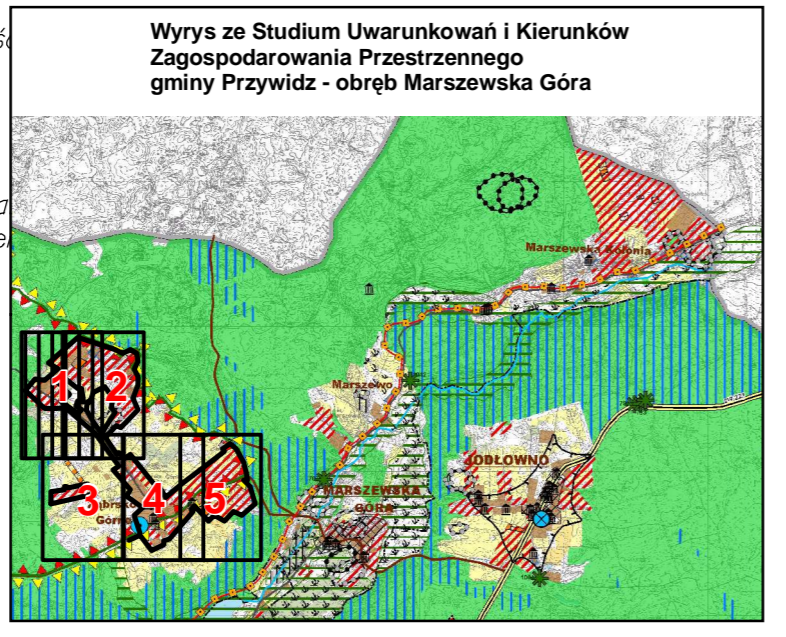 Wyrys ze Studium Uwarunkowań i Kierunków
Zagospodarowania Przestrzennego
gminy Przywidz - obręb Marszewska Góra
Marszewska Kolonia
Marszewo
1
2
JODŁOWNO
3
4
5
MARSZEWSKA
GÓRA